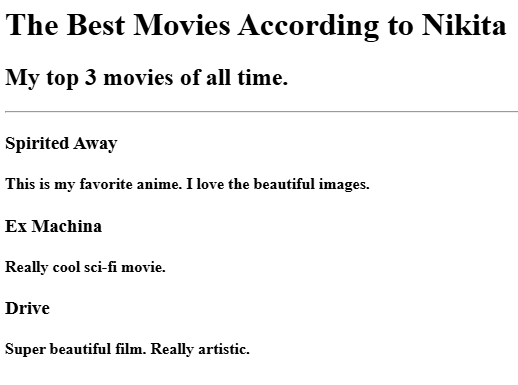 The Best Movies According to Nikita
My top 3 movies of all time.
Spirited Away
This is my favorite anime. I love the beautiful images.
Ex Machina
Really cool sci-fi movie.
Drive
Super beautiful film. Really artistic.